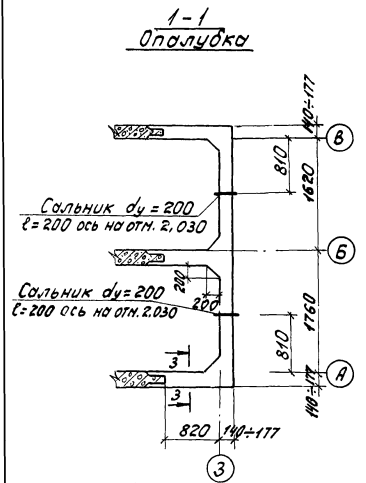 1-1
Опалубка
140÷177
В
810
1620
Сальник dу = 200
ℓ=200 ось на отм. 2,030
Б
200
200
Сальник dу = 200
ℓ=200 ось на отм. 2.030
1760
810
3
3
А
140÷177
820
140÷177
3